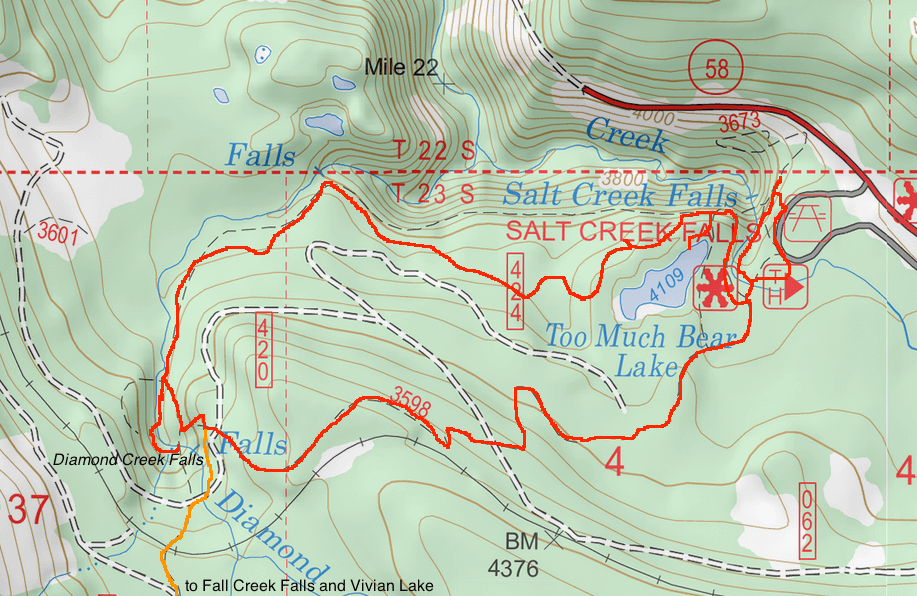 58
Mile 22
4000
3673
Creek
Falls
T 22 S
3800
T 23 S
Salt Creek Falls
SALT CREEK FALLS
3601
4109
T
H
424
Too Much Bear
Lake
420
3598
Falls
Diamond Creek Falls
4
4
37
Diamond
062
BM
4376
to Fall Creek Falls and Vivian Lake